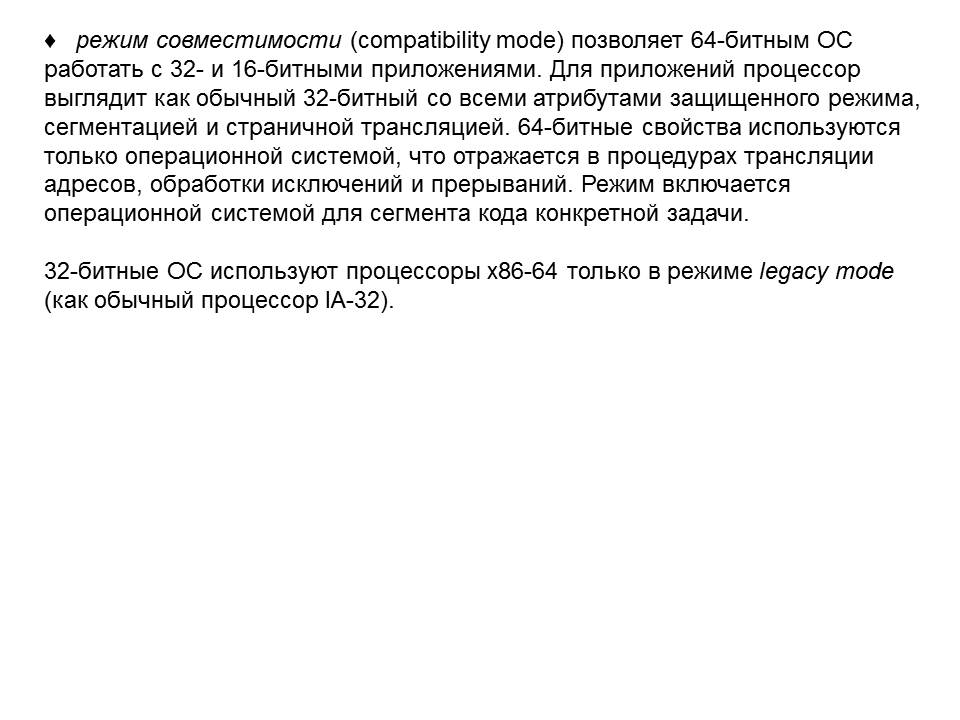 ♦ режим совместимости (compatibility mode) позволяет 64-битным ОС
работать с 32- и 16-битными приложениями. Для приложений процессор
выглядит как обычный 32-битный со всеми атрибутами защищенного режима,
сегментацией и страничной трансляцией. 64-битные свойства используются
только операционной системой, что отражается в процедурах трансляции
адресов, обработки исключений и прерываний. Режим включается
операционной системой для сегмента кода конкретной задачи.
32-битные ОС используют процессоры x86-64 только в режиме legacy mode
(как обычный процессор IA-32).